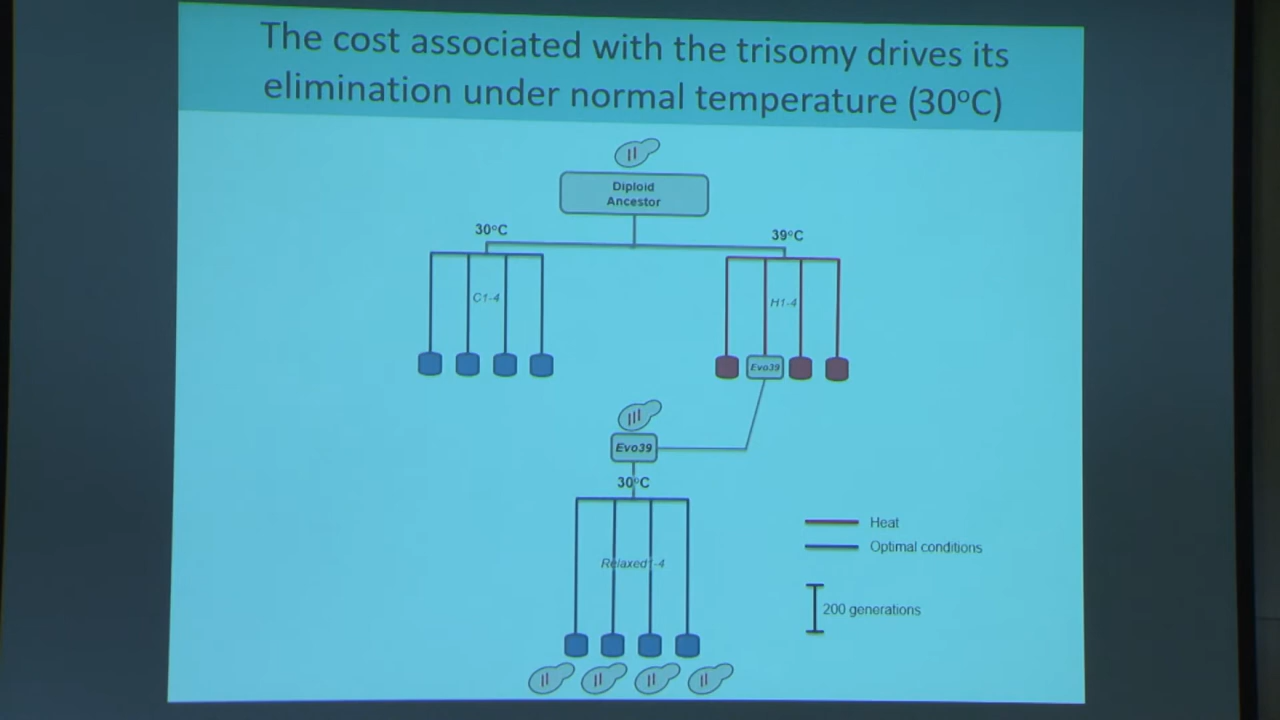 The cost associated with the trisomy drives its
elimination under normal temperature (30°C)
Diploid
Ancestor
30°C
39°C
C1-4
H1-4
Evo39
Evo39
30°C
Relaxed1-4
Heat
Optimal conditions
200 generations